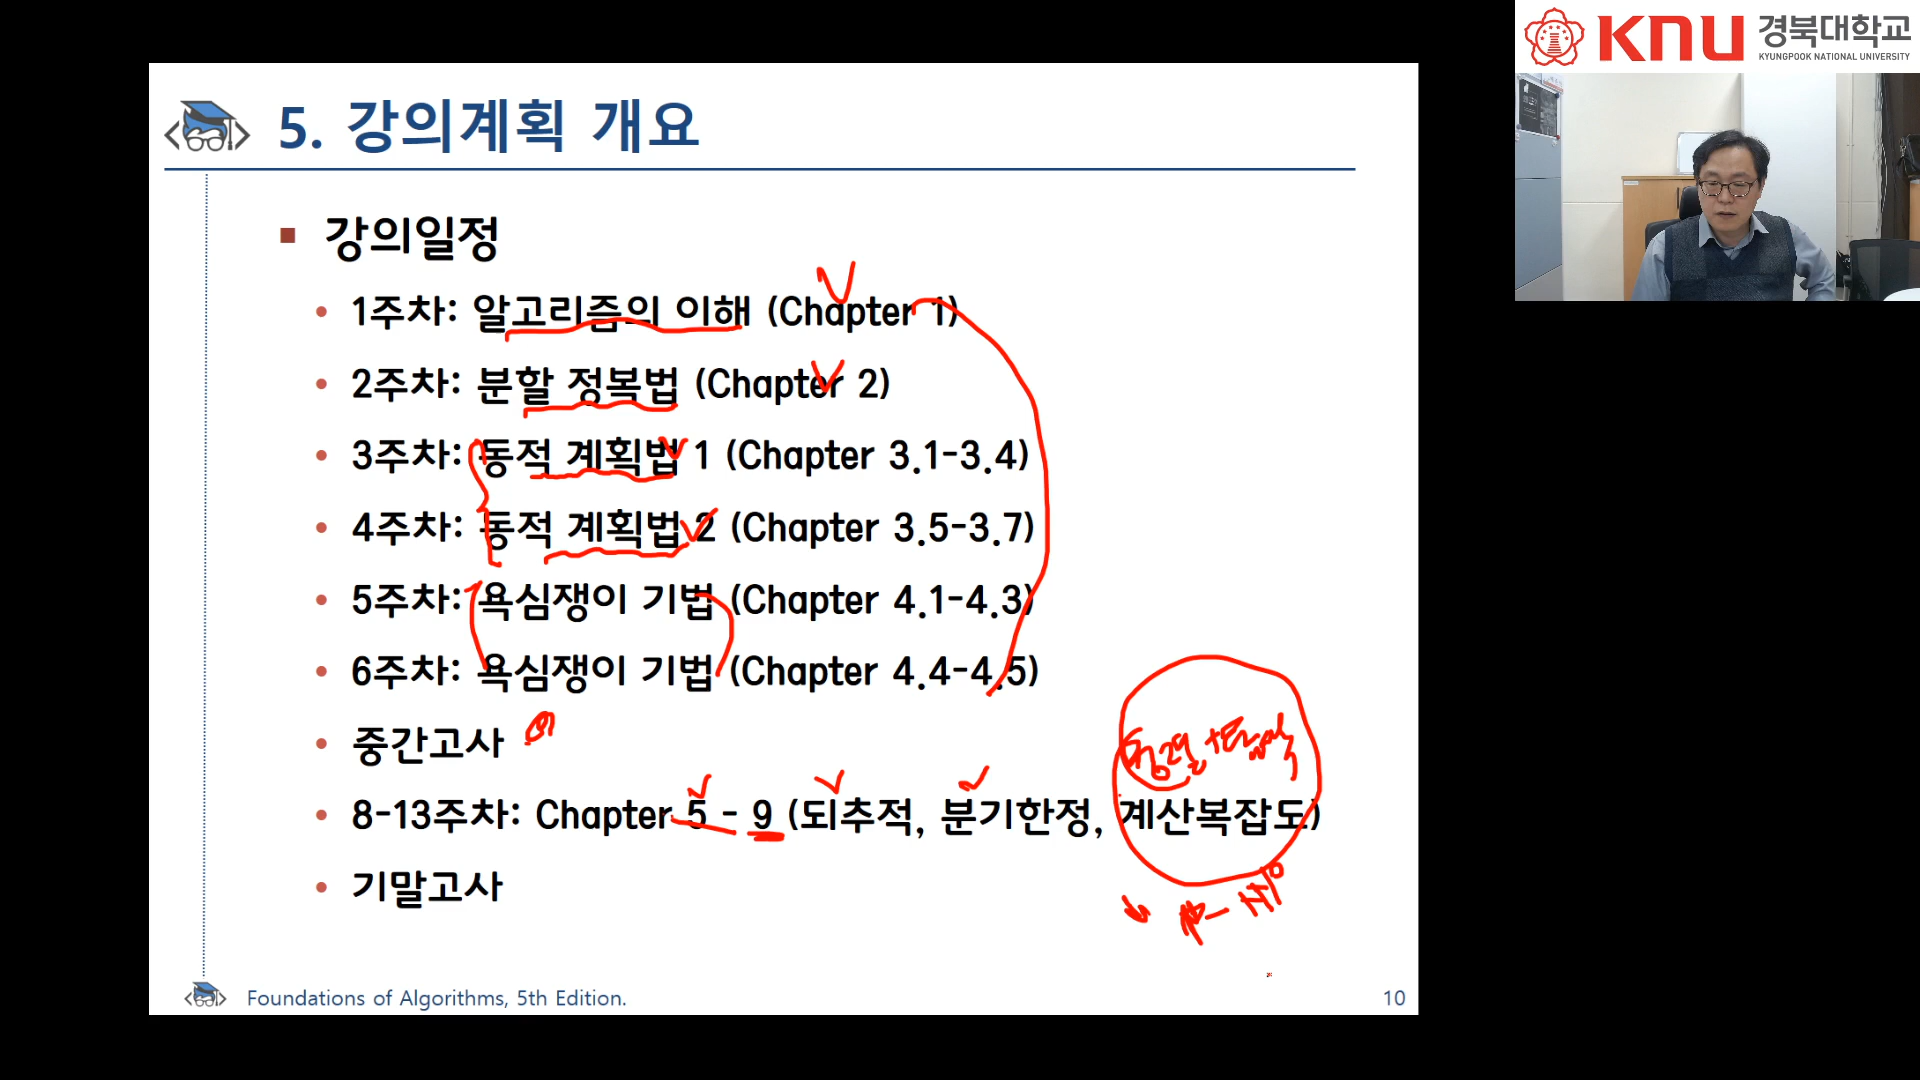 KNU 경북대학교
KYUNGPOOK NATIONAL UNIVERSITY
5. 강의계획 개요
강의일정
1주차: 알고리즘의 이해 (Chapter 1)
2주차: 분할 정복법 (Chapter 2)
3주차: 동적 계획법 1 (Chapter 3.1-3.4)
4주차: 동적 계획법 2 (Chapter 3.5-3.7)
5주차: 욕심쟁이 기법 (Chapter 4.1-4.3)
6주차: 욕심쟁이 기법 (Chapter 4.4-4.5)
중간고사
8-13주차: Chapter 5 - 9 (되추적, 분기한정, 계산복잡도)
기말고사
Foundations of Algorithms, 5th Edition.
10